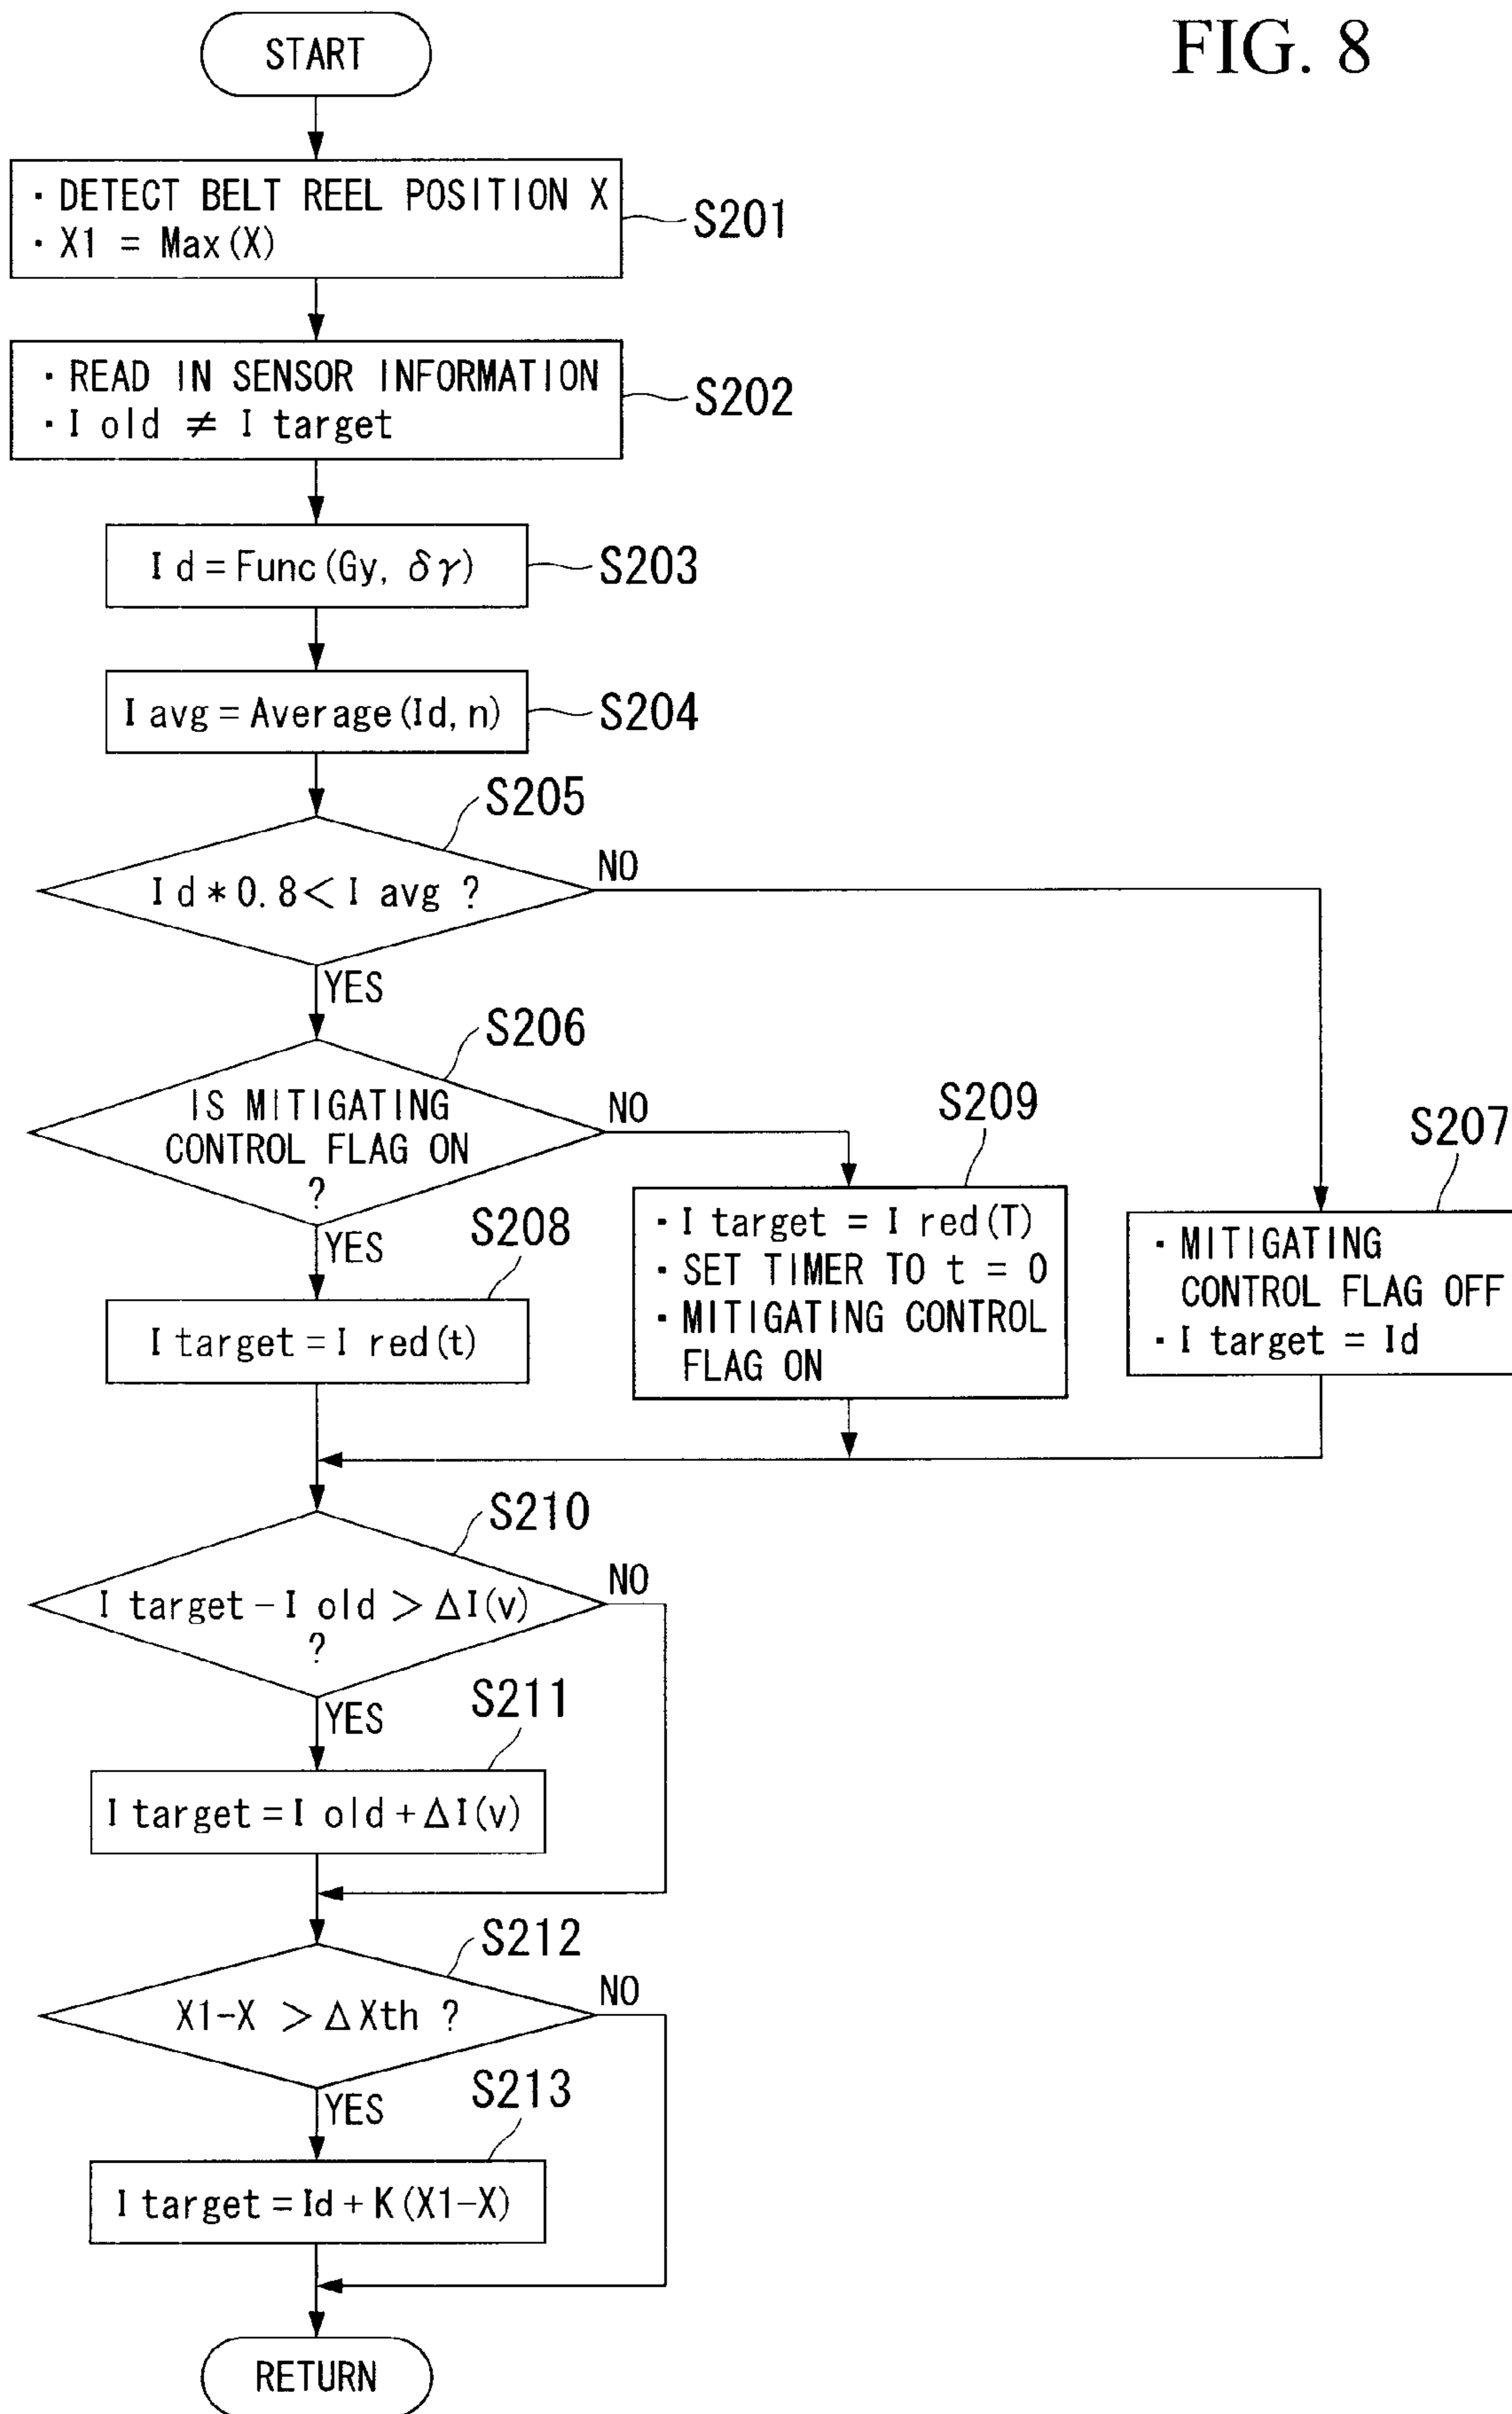 FIG. 8
START
· DETECT BELT REEL POSITION X
· X1 = Max(X)
S201
· READ IN SENSOR INFORMATION
· I old ≠ I target
S202
I d = Func(Gy, δγ)
S203
I avg = Average(Id, n)
S204
S205
I d * 0.8 < I avg ?
NO
YES
S206
IS MITIGATING
CONTROL FLAG ON
?
NO
YES
S209
· I target = I red(T)
· SET TIMER TO t = 0
· MITIGATING CONTROL
FLAG ON
S207
· MITIGATING
CONTROL FLAG OFF
· I target = Id
S208
I target = I red(t)
S210
I target - I old > ΔI(v)
?
NO
YES
S211
I target = I old + ΔI(v)
S212
X1-X > ΔXth ?
NO
YES
S213
I target = Id + K(X1-X)
RETURN